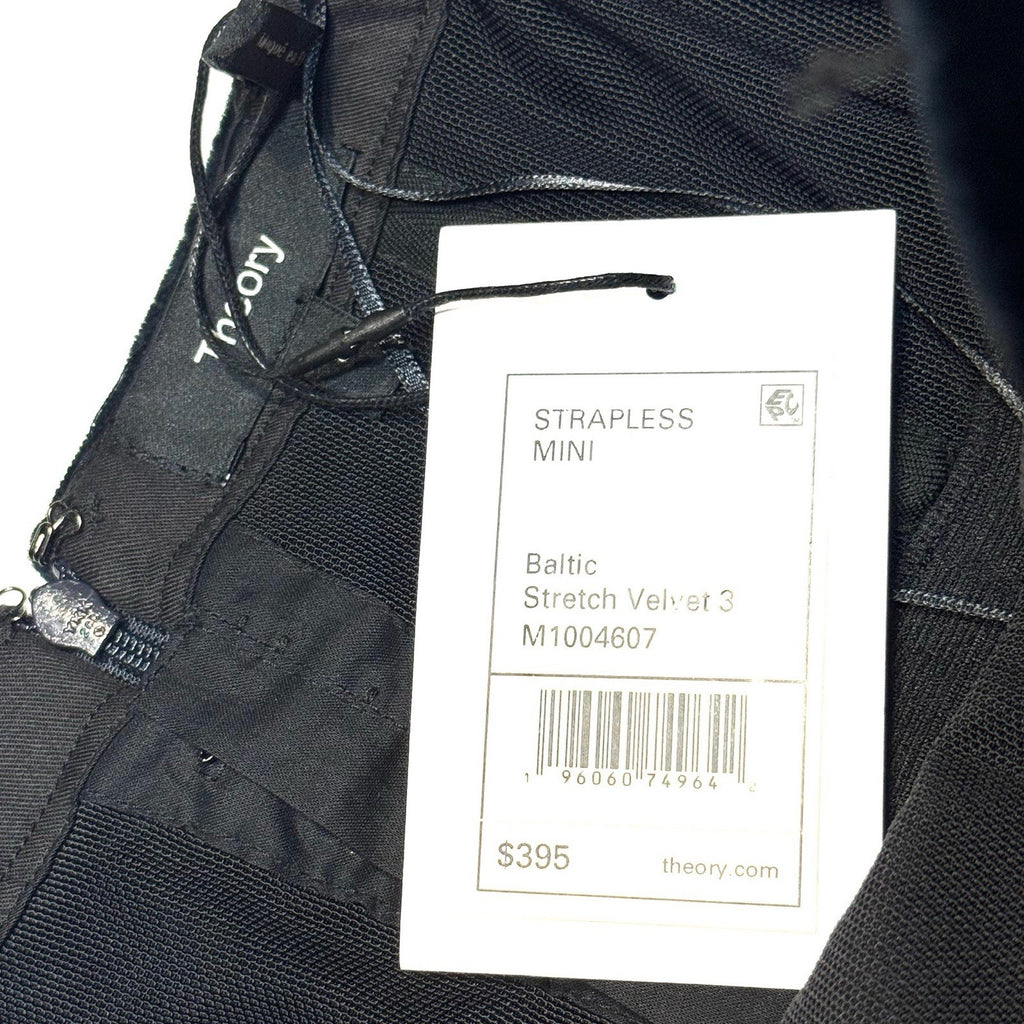 Theory
STRAPLESS
MINI
Baltic
Stretch Velvet 3
M1004607
1 96060 74964 2
$395
theory.com